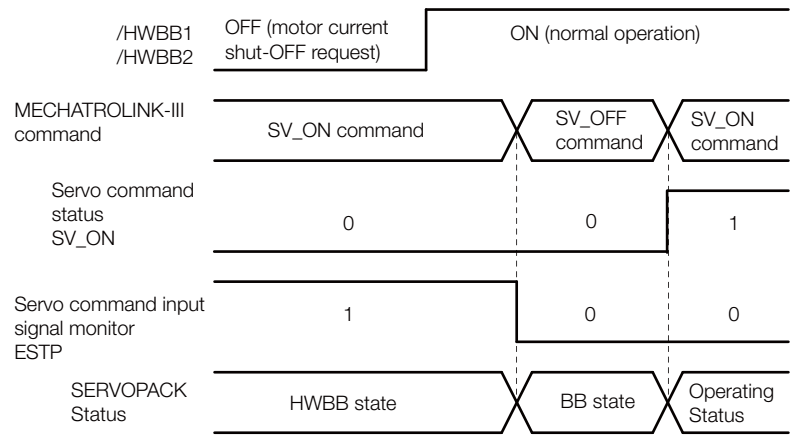 /HWBB1
/HWBB2
OFF (motor current
shut-OFF request)
ON (normal operation)
MECHATROLINK-III
command
SV_ON command
SV_OFF
command
SV_ON
command
Servo command
status
SV_ON
0
0
1
Servo command input
signal monitor
ESTP
1
0
0
SERVOPACK
Status
HWBB state
BB state
Operating
Status